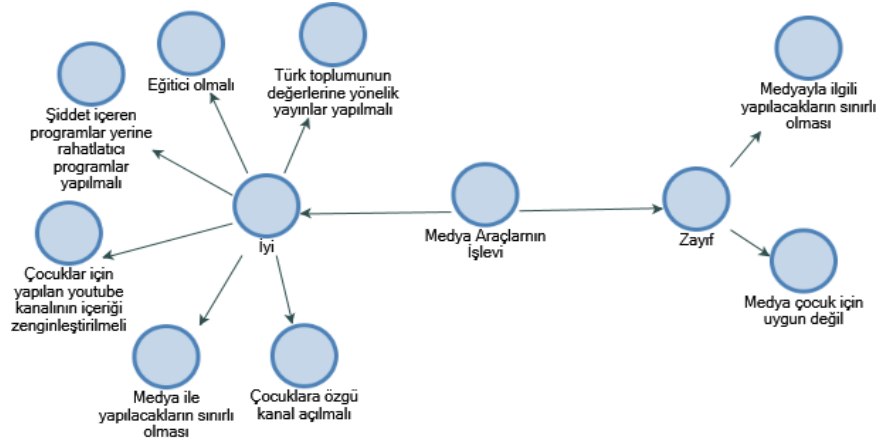 Eğitici olmalı
Türk toplumunun
değerlerine yönelik
yayınlar yapılmalı
Şiddet içeren
programlar yerine
rahatlatıcı
programlar
yapılmalı
Medyayla ilgili
yapılacakların sınırlı
olması
İyi
Medya Araçlarnın
İşlevi
Zayıf
Çocuklar için
yapılan youtube
kanalının içeriği
zenginleştirilmeli
Medya çocuk için
uygun değil
Medya ile
yapılacakların sınırlı
olması
Çocuklara özgü
kanal açılmalı